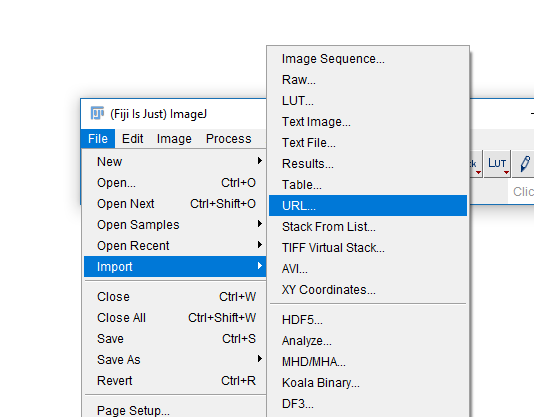 (Fiji Is Just) ImageJ
File Edit Image Process
LUT
Clic
New
Open... Ctrl+O
Open Next Ctrl+Shift+O
Open Samples
Open Recent
Import
Close Ctrl+W
Close All Ctrl+Shift+W
Save Ctrl+S
Save As
Revert Ctrl+R
Page Setup...
Image Sequence...
Raw...
LUT...
Text Image...
Text File...
Results...
Table...
URL...
Stack From List...
TIFF Virtual Stack...
AVI...
XY Coordinates...
HDF5...
Analyze...
MHD/MHA...
Koala Binary...
DF3...